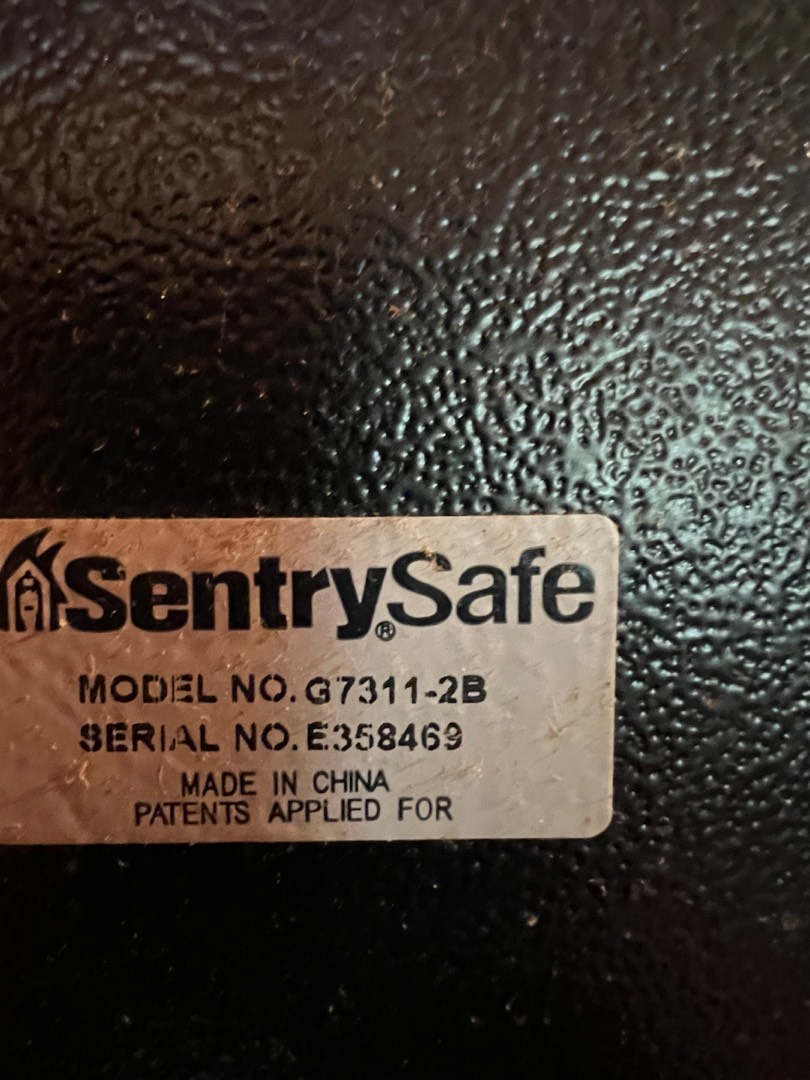 SentrySafe®
MODEL NO. G7311-2B
SERIAL NO. E358469
MADE IN CHINA
PATENTS APPLIED FOR